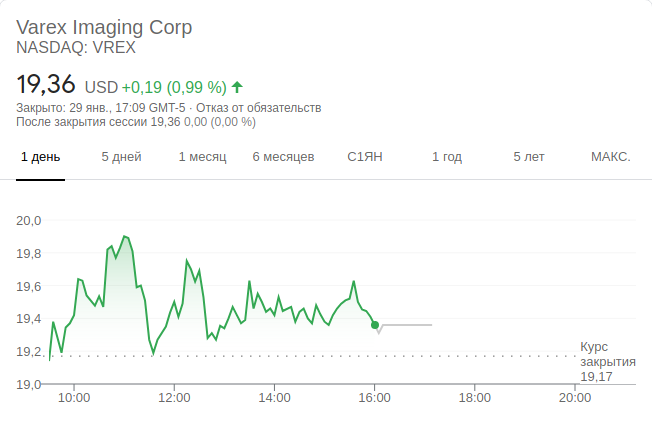 Varex Imaging Corp
NASDAQ: VREX
19,36 USD +0,19 (0,99 %)
Закрыто: 29 янв., 17:09 GMT-5 · Отказ от обязательств
После закрытия сессии 19,36 0,00 (0,00 %)
1 день 5 дней 1 месяц 6 месяцев С1ЯН 1 год 5 лет МАКС.
20,0
19,8
19,6
19,4
19,2
19,0
Курс
закрытия
19,17
10:00 12:00 14:00 16:00 18:00 20:00